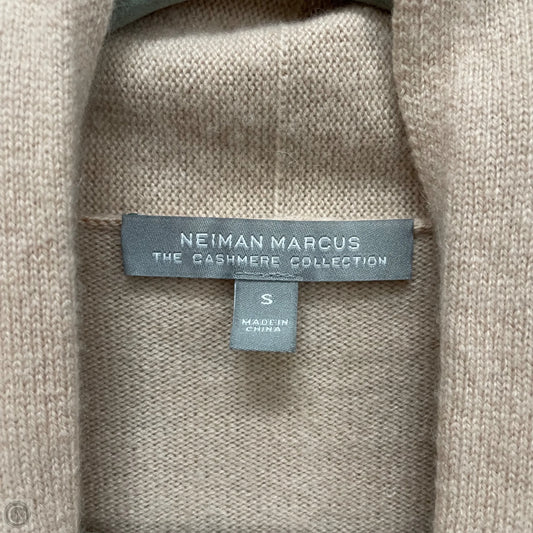 NEIMAN MARCUS
THE CASHMERE COLLECTION
S
MADE IN
CHINA